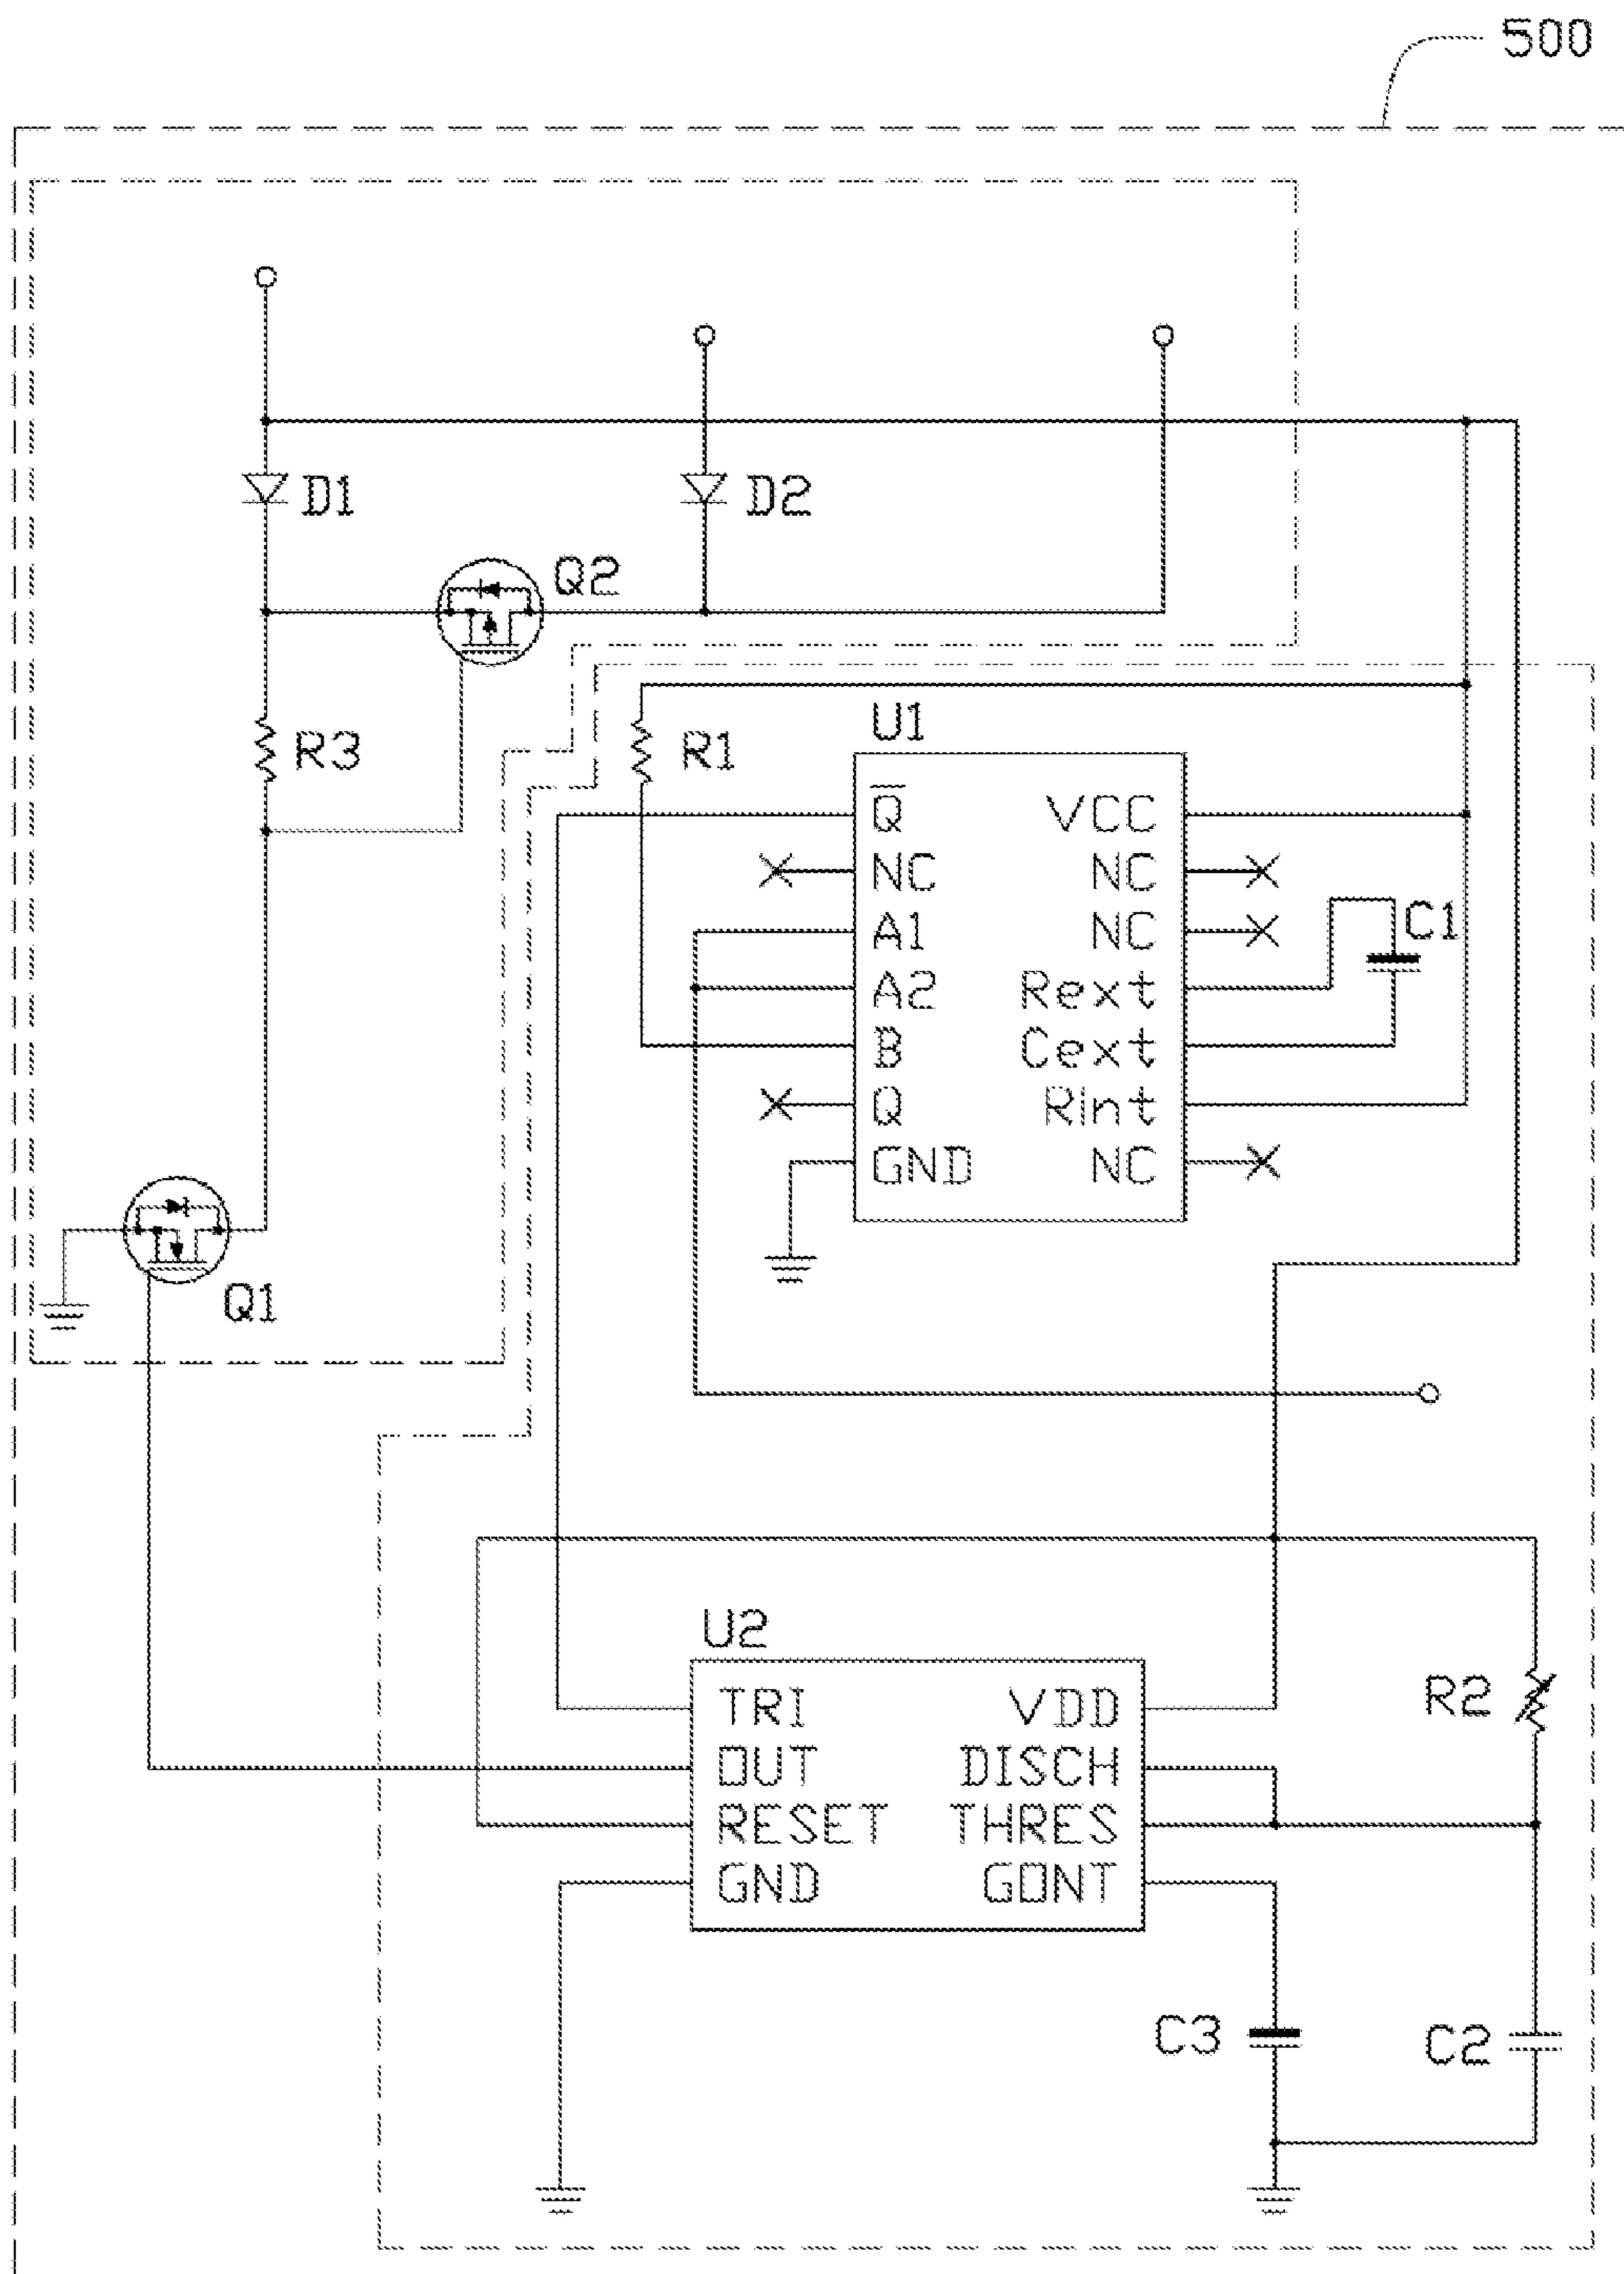 500
D1
D2
Q2
R3
R1
U1
Q̅ VCC
NC NC
A1 NC
C1
A2 Rext
B Cext
Q Rint
GND NC
Q1
U2
TRI VDD
R2
OUT DISCH
RESET THRES
GND GONT
C3
C2